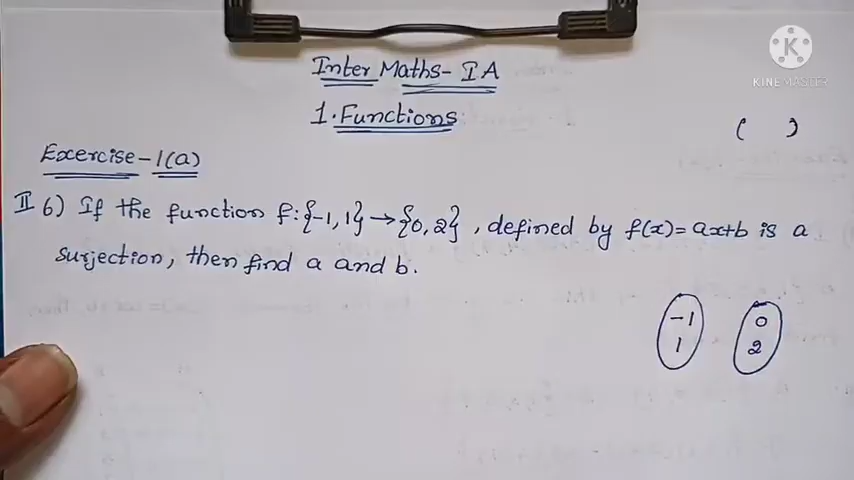 Inter Maths- IA
K
KINEMASTER
1. Functions:
( )
Exercise-1(a)
II 6) If the function f:{-1, 1}→{0, 2}, defined by f(x)=ax+b is a
surjection, then find a and b.
-1 0
1 2